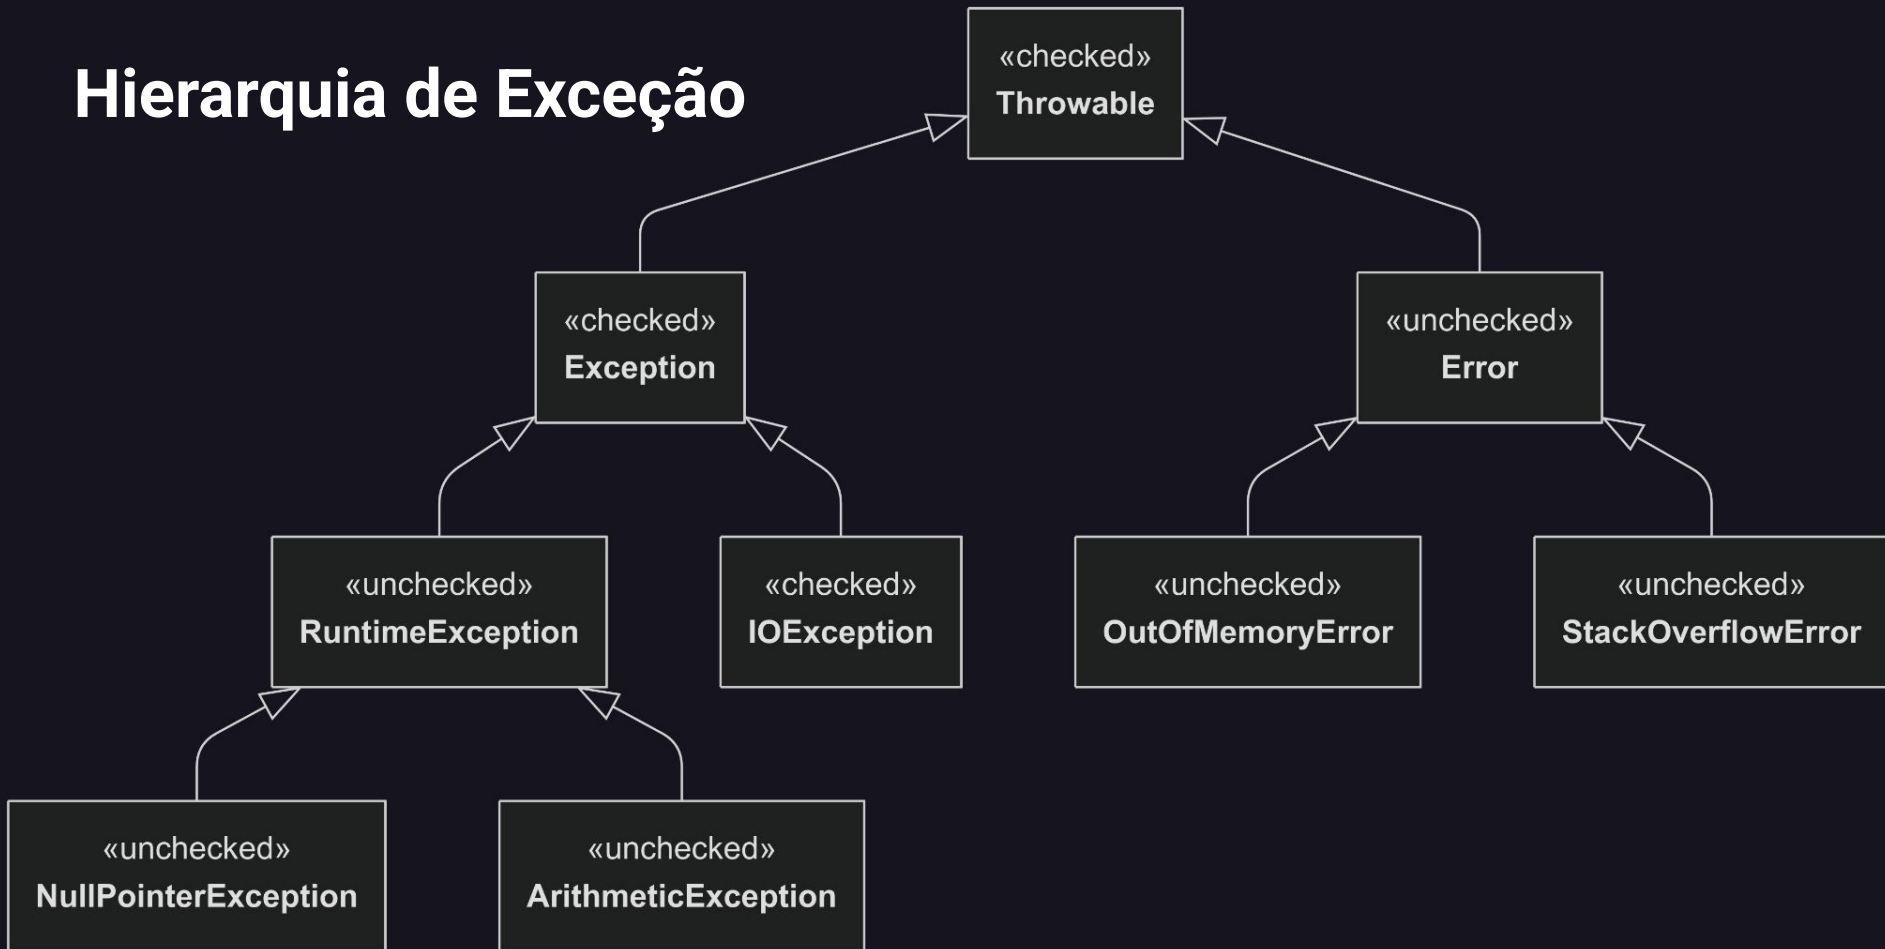 Hierarquia de Exceção
«checked»
Throwable
«checked»
Exception
«unchecked»
Error
«unchecked»
RuntimeException
«checked»
IOException
«unchecked»
OutOfMemoryError
«unchecked»
StackOverflowError
«unchecked»
NullPointerException
«unchecked»
ArithmeticException